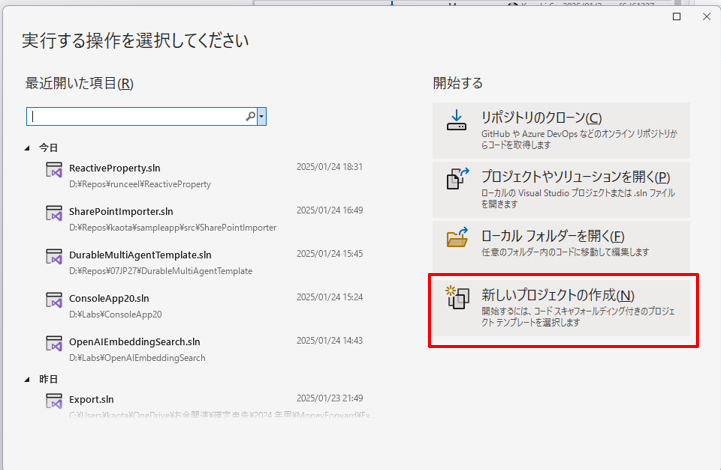 実行する操作を選択してください
最近開いた項目(R)
今日
ReactiveProperty.sln
2025/01/24 18:31
D:¥Repos¥runceel¥ReactiveProperty
SharePointImporter.sln
2025/01/24 16:49
D:¥Repos¥kaota¥sampleapp¥src¥SharePointImporter
DurableMultiAgentTemplate.sln
2025/01/24 15:45
D:¥Repos¥07JP27¥DurableMultiAgentTemplate
ConsoleApp20.sln
2025/01/24 15:24
D:¥Labs¥ConsoleApp20
OpenAIEmbeddingSearch.sln
2025/01/24 14:43
D:¥Labs¥OpenAIEmbeddingSearch
昨日
Export.sln
2025/01/23 21:49
開始する
リポジトリのクローン(C)
GitHub や Azure DevOps などのオンライン リポジトリか
らコードを取得します
プロジェクトやソリューションを開く(P)
ローカルの Visual Studio プロジェクトまたは .sln ファイル
を開きます
ローカル フォルダーを開く(F)
任意のフォルダー内のコードに移動して編集します
新しいプロジェクトの作成(N)
開始するには、コード スキャフォールディング付きのプロジェ
クト テンプレートを選択します